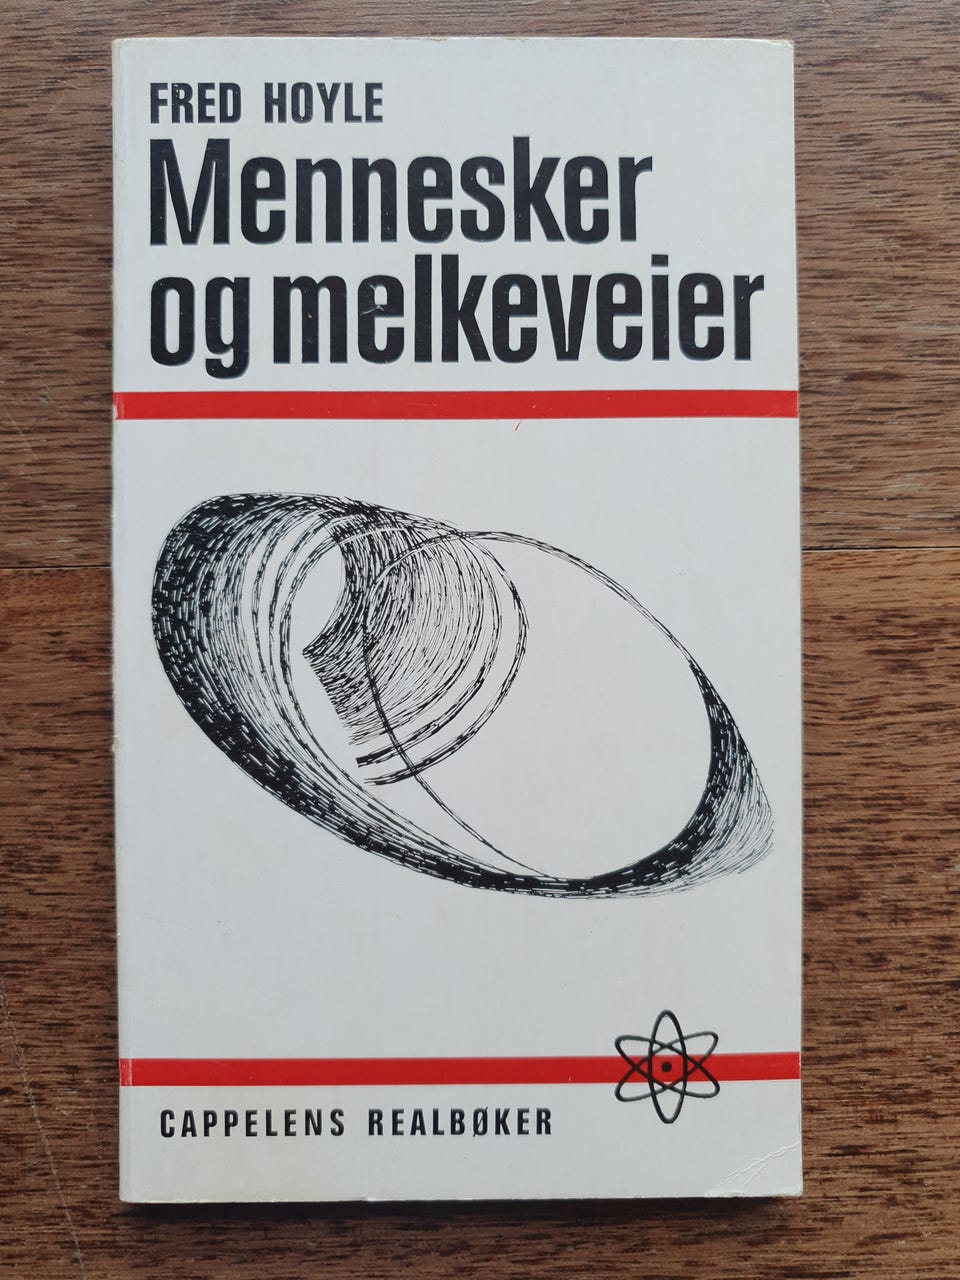 FRED HOYLE
Mennesker
og melkeveier
CAPPELENS REALBØKER